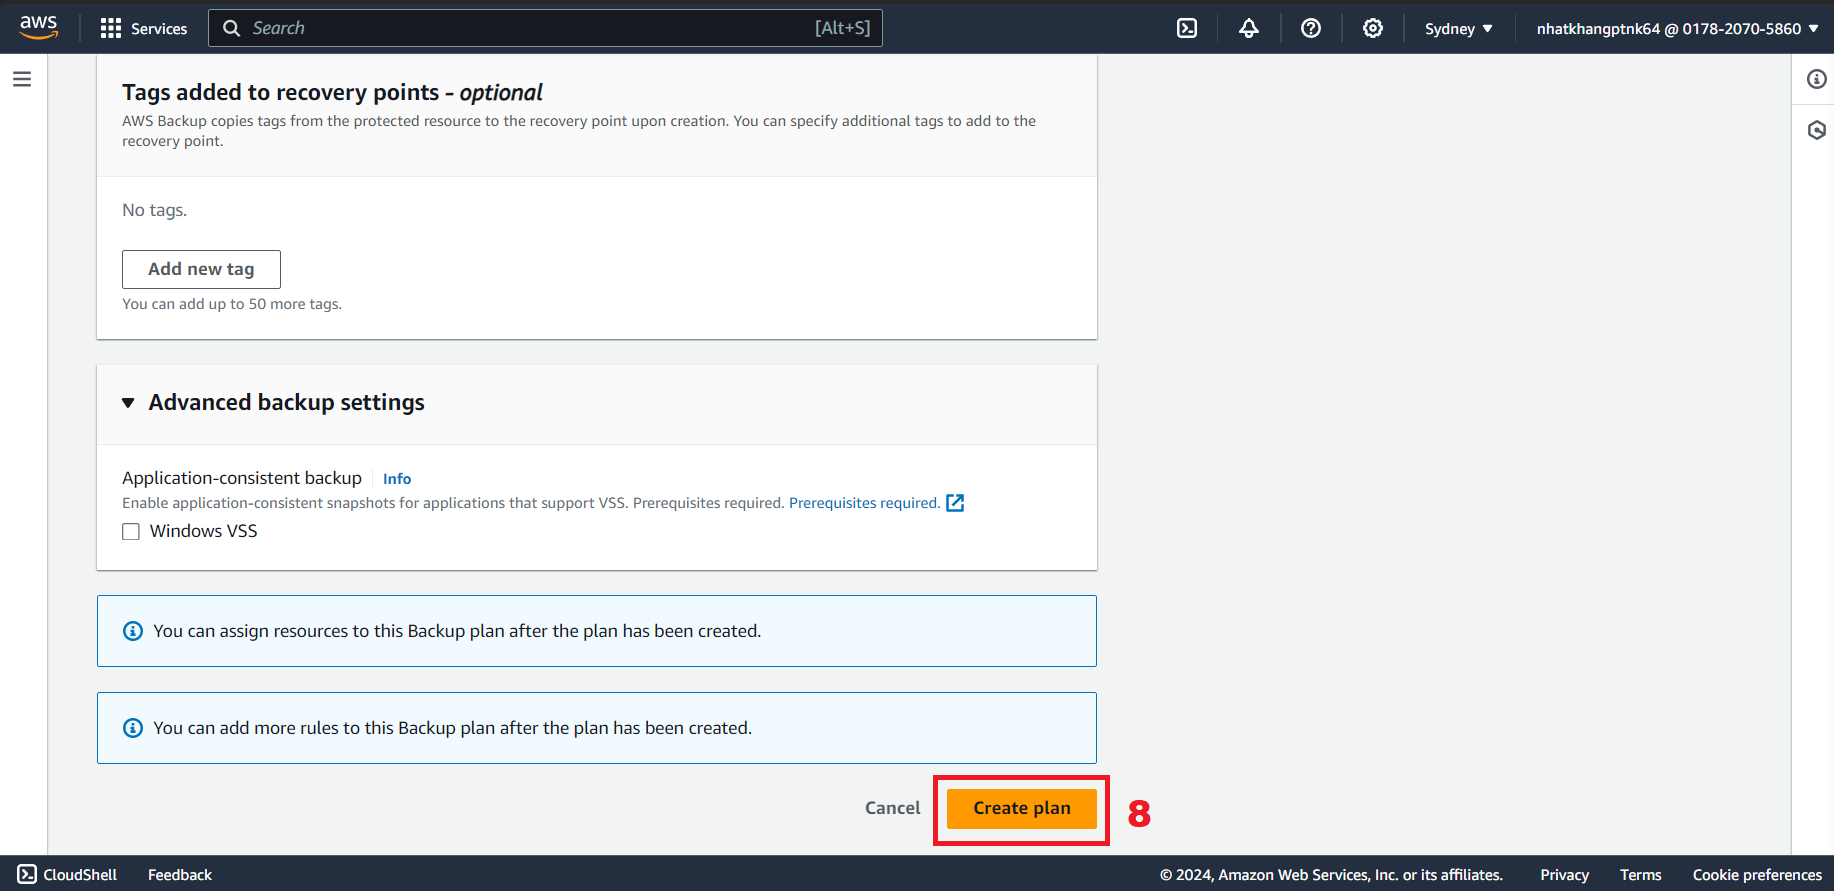 aws
Services
Search
[Alt+S]
Sydney
nhatkhangptnk64 @ 0178-2070-5860
Tags added to recovery points - optional
AWS Backup copies tags from the protected resource to the recovery point upon creation. You can specify additional tags to add to the
recovery point.
No tags.
Add new tag
You can add up to 50 more tags.
Advanced backup settings
Application-consistent backup
Info
Enable application-consistent snapshots for applications that support VSS. Prerequisites required. Prerequisites required.
Windows VSS
You can assign resources to this Backup plan after the plan has been created.
You can add more rules to this Backup plan after the plan has been created.
Cancel
Create plan
8
CloudShell
Feedback
© 2024, Amazon Web Services, Inc. or its affiliates.
Privacy
Terms
Cookie preferences